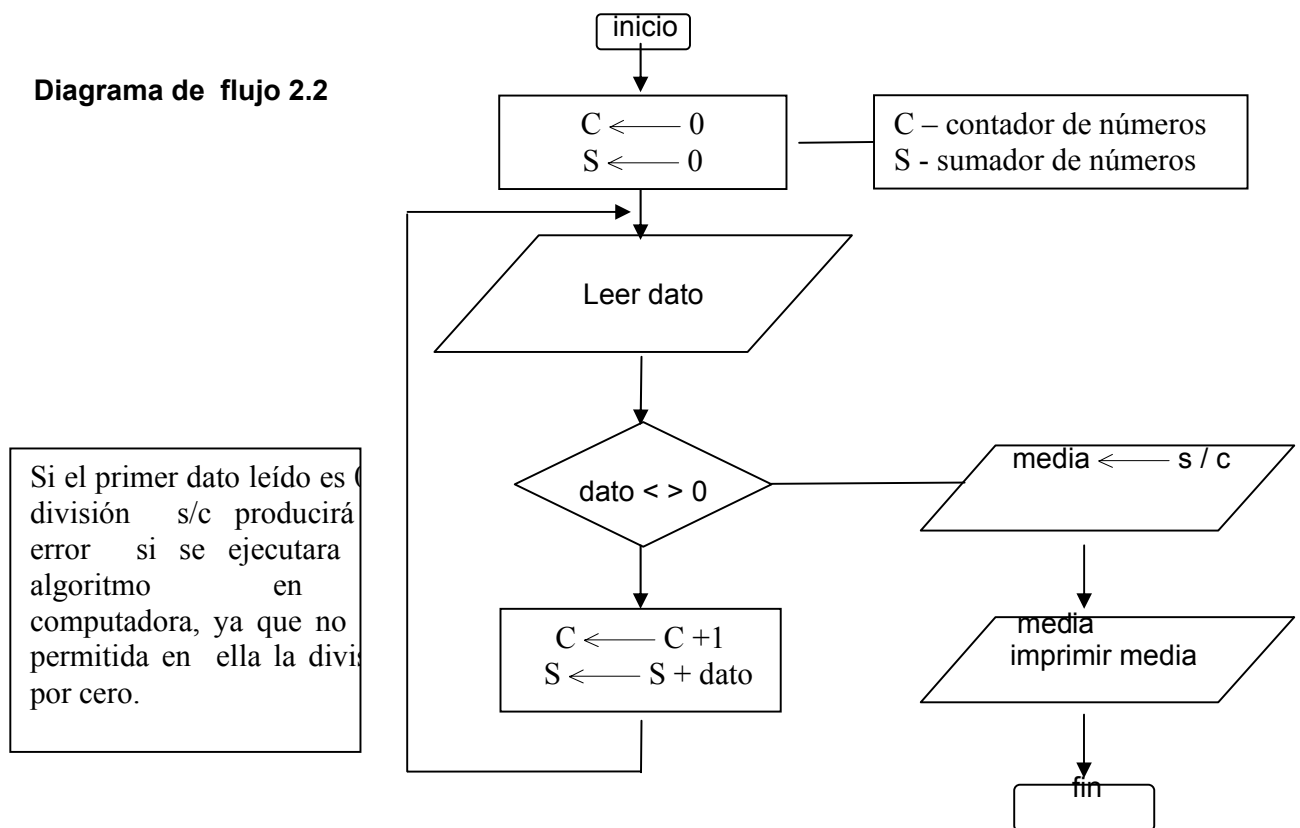 inicio
Diagrama de flujo 2.2
C ← 0
S ← 0
C – contador de números
S - sumador de números
Leer dato
dato < > 0
media ← s / c
Si el primer dato leído es
división s/c producirá
error si se ejecutara
algoritmo en
computadora, ya que no
permitida en ella la
por cero.
C ← C +1
S ← S + dato
media
imprimir media
fin